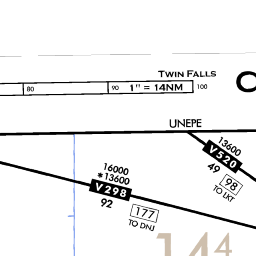 TWIN FALLS
80
90
1" = 14NM
100
UNEPE
13600
V520
49
98
TO LKT
16000
*13600
V298
92
177
TO DNJ
144